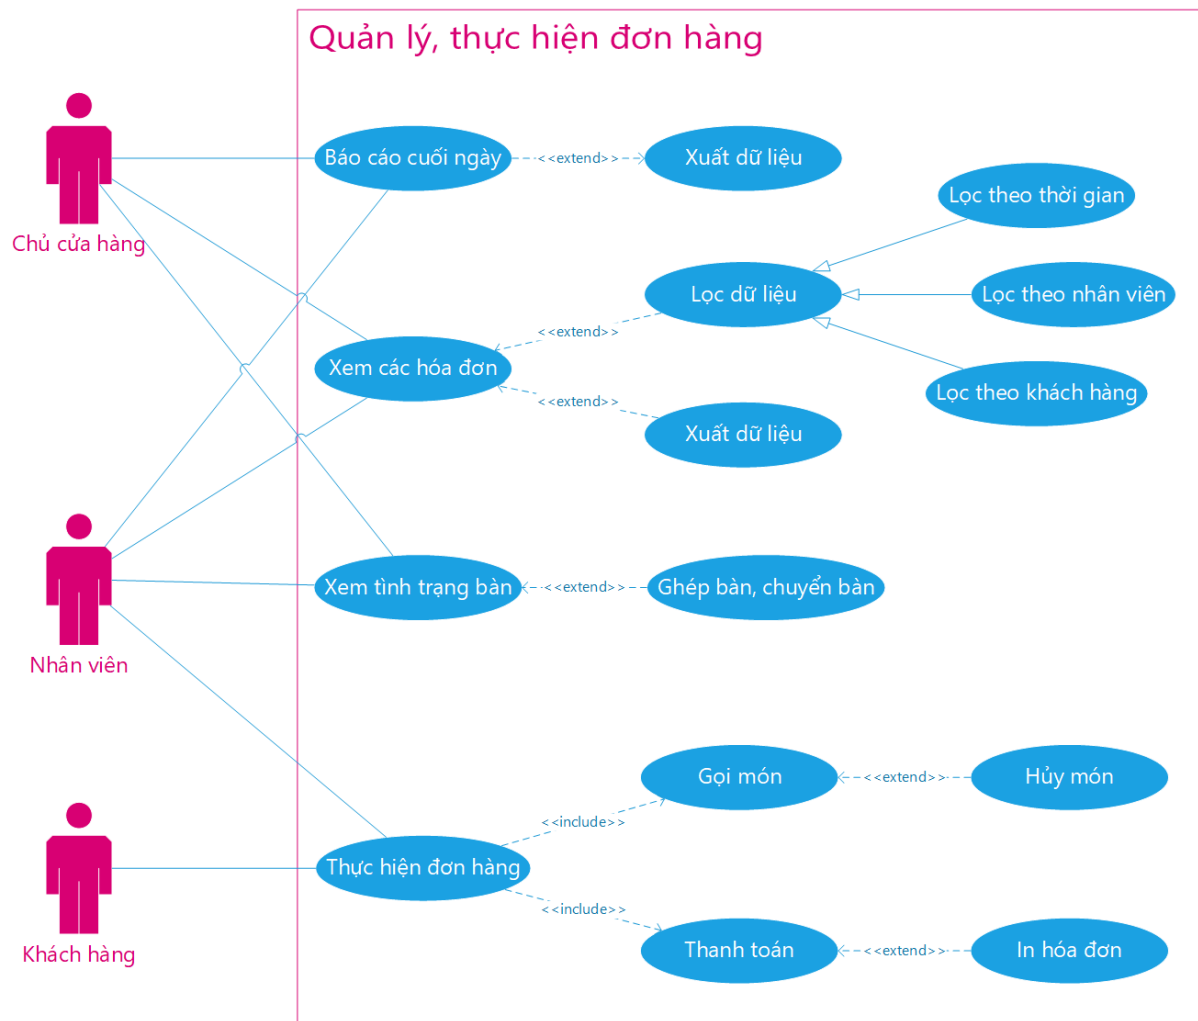 Quản lý, thực hiện đơn hàng
Chủ cửa hàng
Báo cáo cuối ngày
<<extend>>
Xuất dữ liệu
Lọc theo thời gian
Lọc dữ liệu
Lọc theo nhân viên
<<extend>>
Xem các hóa đơn
Lọc theo khách hàng
<<extend>>
Xuất dữ liệu
Nhân viên
Xem tình trạng bàn
<<extend>>
Ghép bàn, chuyển bàn
Gọi món
<<extend>>
Hủy món
<<include>>
Thực hiện đơn hàng
<<include>>
Khách hàng
Thanh toán
<<extend>>
In hóa đơn